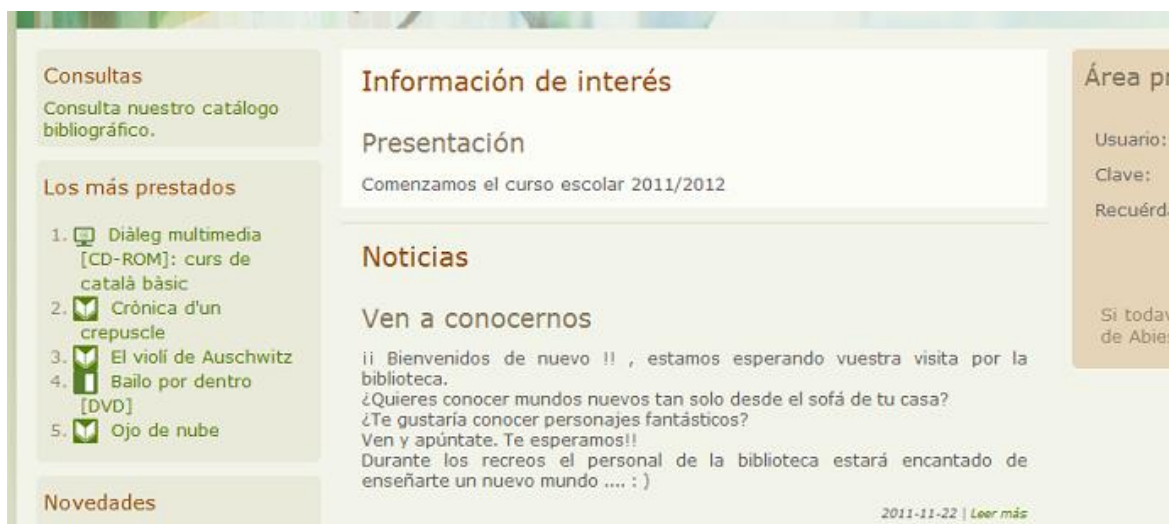 Consultas
Consulta nuestro catálogo
bibliográfico.
Los más prestados
1. Diàleg multimedia
[CD-ROM]: curs de
català bàsic
2. Crònica d'un
crepuscle
3. El violí de Auschwitz
4. Bailo por dentro
[DVD]
5. Ojo de nube
Novedades
Información de interés
Presentación
Comenzamos el curso escolar 2011/2012
Noticias
Ven a conocernos
¡¡ Bienvenidos de nuevo !! , estamos esperando vuestra visita por la
biblioteca.
¿Quieres conocer mundos nuevos tan solo desde el sofá de tu casa?
¿Te gustaría conocer personajes fantásticos?
Ven y apúntate. Te esperamos!!
Durante los recreos el personal de la biblioteca estará encantado de
enseñarte un nuevo mundo .... : )
2011-11-22 | Leer más
Área
Usuario:
Clave:
Si
de